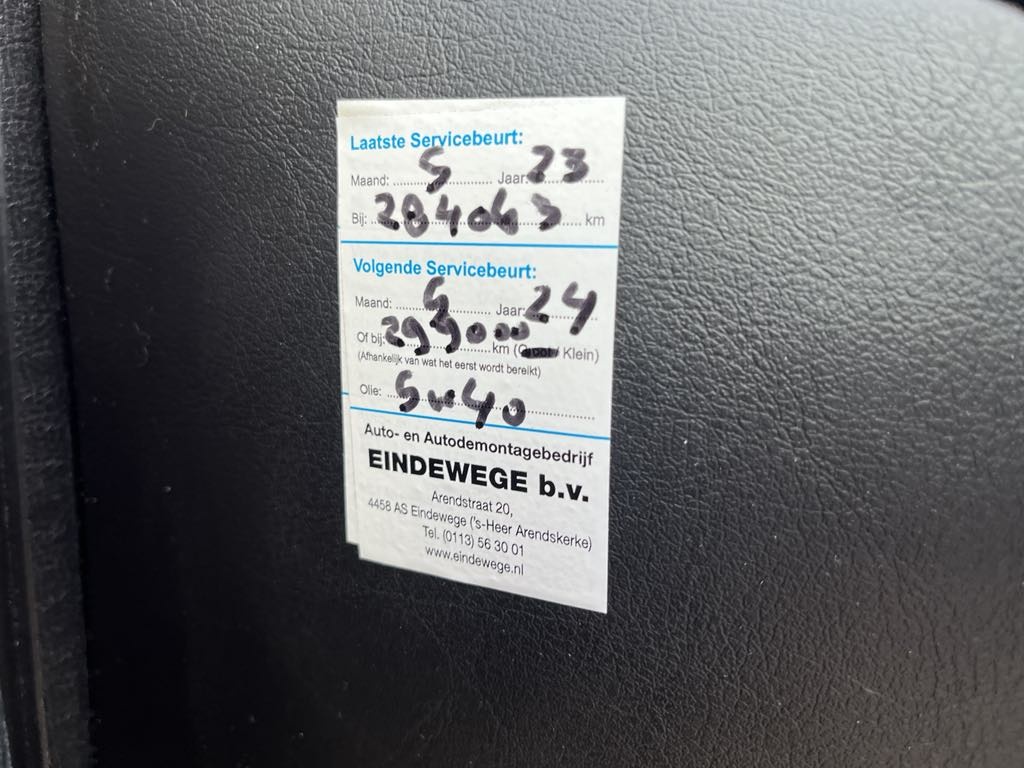 Laatste Servicebeurt:
Maand: 5 Jaar: 23
Bij: 284063 km
Volgende Servicebeurt:
Maand: 5 Jaar: 24
Of bij: 299000 km (Groot / Klein)
(Afhankelijk van wat het eerst wordt bereikt)
Olie: 5w40
Auto- en Autodemontagebedrijf
EINDEWEGE b.v.
Arendstraat 20,
4458 AS Eindewege ('s-Heer Arendskerke)
Tel. (0113) 56 30 01
www.eindewege.nl